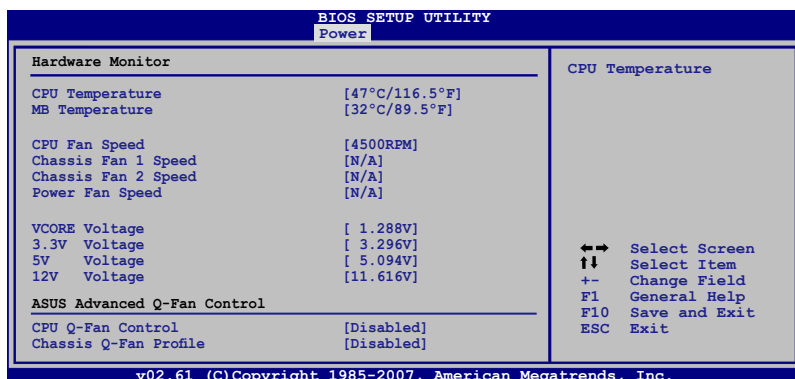 BIOS SETUP UTILITY
Power
Hardware Monitor
CPU Temperature [47°C/116.5°F]
MB Temperature [32°C/89.5°F]
CPU Fan Speed [4500RPM]
Chassis Fan 1 Speed [N/A]
Chassis Fan 2 Speed [N/A]
Power Fan Speed [N/A]
VCORE Voltage [ 1.288V]
3.3V Voltage [ 3.296V]
5V Voltage [ 5.094V]
12V Voltage [11.616V]
ASUS Advanced Q-Fan Control
CPU Q-Fan Control [Disabled]
Chassis Q-Fan Profile [Disabled]
CPU Temperature
←→ Select Screen
↑↓ Select Item
+- Change Field
F1 General Help
F10 Save and Exit
ESC Exit
v02.61 (C)Copyright 1985-2007, American Megatrends, Inc.